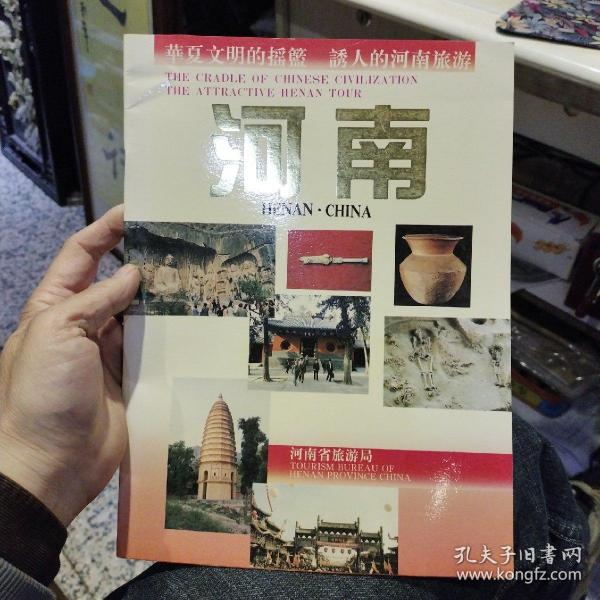 華夏文明的揺籃 誘人的河南旅游
THE CRADLE OF CHINESE CIVILIZATION
THE ATTRACTIVE HENAN TOUR
河南
HENAN·CHINA
河南省旅游局
TOURISM BUREAU OF
HENAN PROVINCE CHINA
孔夫子旧书网
www.kongfz.com